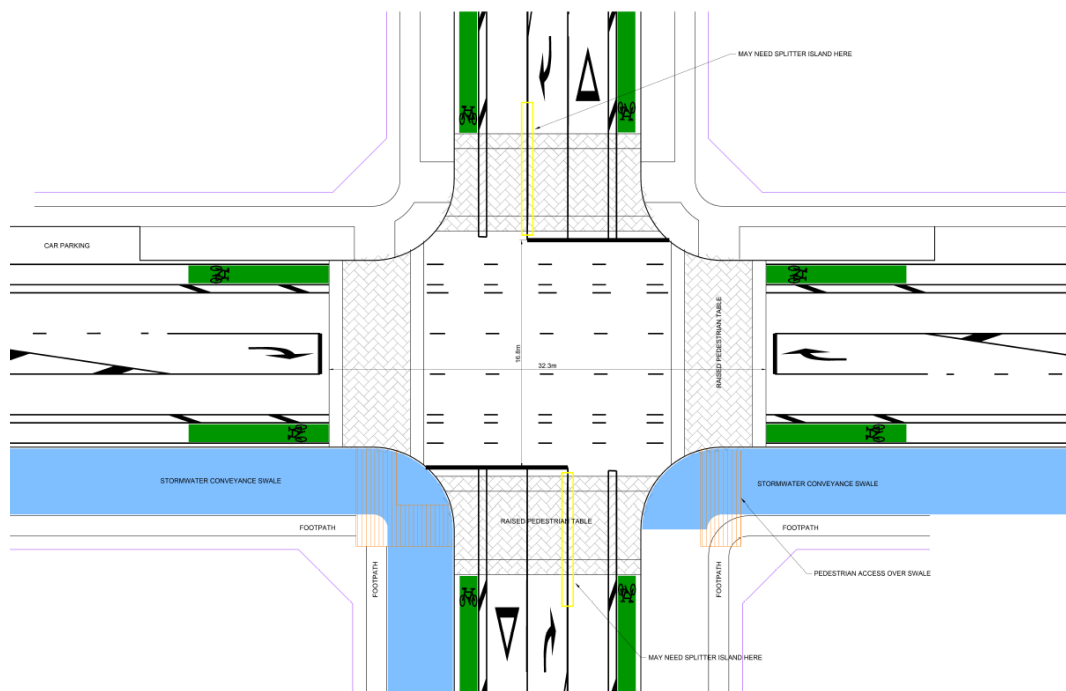 MAY NEED SPLITTER ISLAND HERE
CAR PARKING
RAISED PEDESTRIAN TABLE
16.8m
32.3m
STORMWATER CONVEYANCE SWALE
STORMWATER CONVEYANCE SWALE
RAISED PEDESTRIAN TABLE
FOOTPATH
FOOTPATH
FOOTPATH
FOOTPATH
PEDESTRIAN ACCESS OVER SWALE
MAY NEED SPLITTER ISLAND HERE